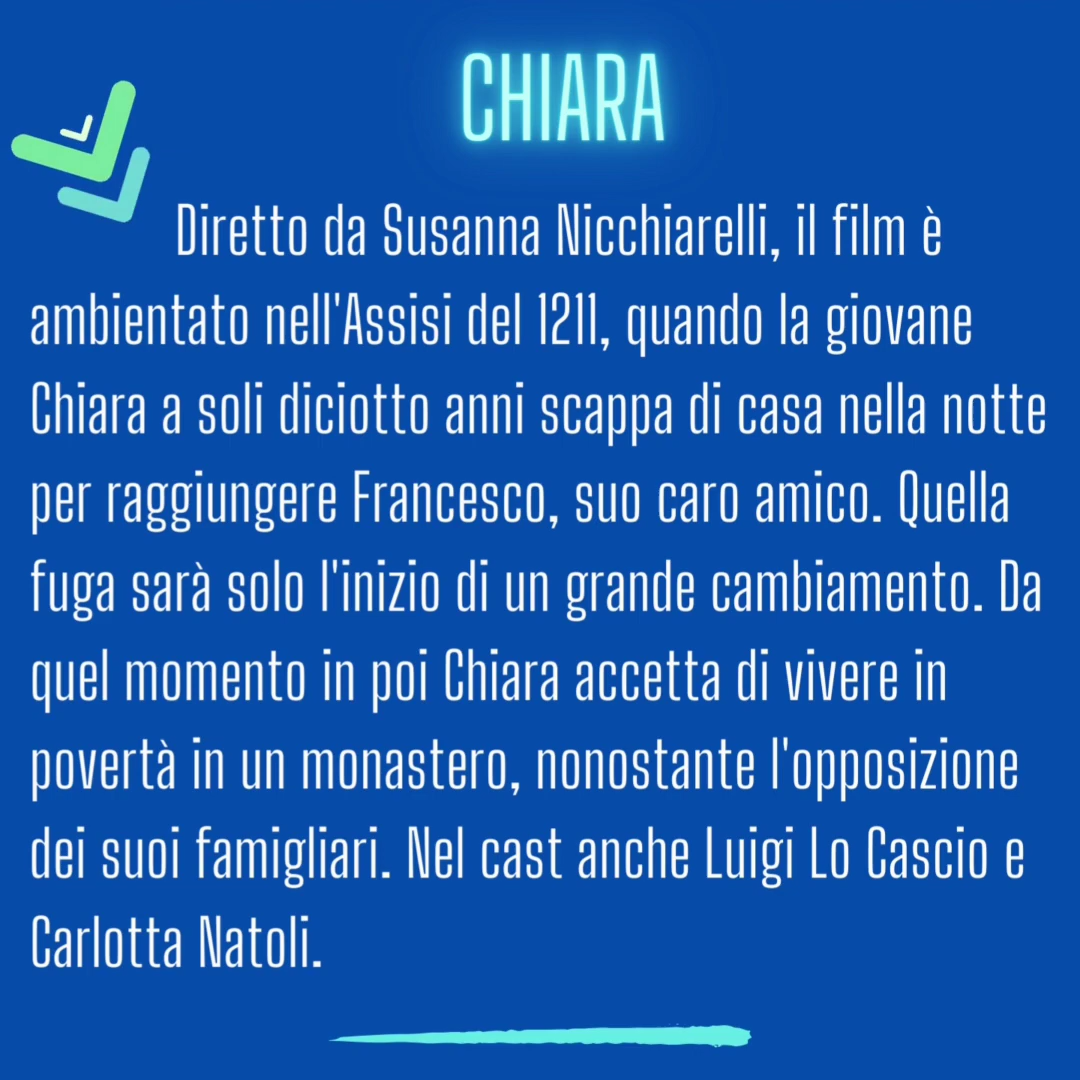 CHIARA
Diretto da Susanna Nicchiarelli, il film è
ambientato nell'Assisi del 1211, quando la giovane
Chiara a soli diciotto anni scappa di casa nella notte
per raggiungere Francesco, suo caro amico. Quella
fuga sarà solo l'inizio di un grande cambiamento. Da
quel momento in poi Chiara accetta di vivere in
povertà in un monastero, nonostante l'opposizione
dei suoi famigliari. Nel cast anche Luigi Lo Cascio e
Carlotta Natoli.